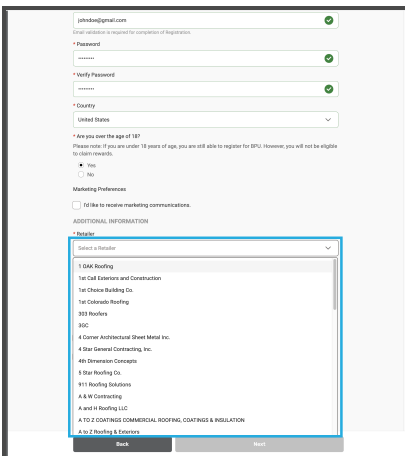 johndoe@gmail.com
Email validation is required for completion of Registration.
* Password
•••••••••
* Verify Password
•••••••••
* Country
United States
* Are you over the age of 18?
Please note: If you are under 18 years of age, you are still able to register for BPU. However, you will not be eligible
to claim rewards.
Yes
No
Marketing Preferences
I'd like to receive marketing communications.
ADDITIONAL INFORMATION
* Retailer
Select a Retailer
1 OAK Roofing
1st Call Exteriors and Construction
1st Choice Building Co.
1st Colorado Roofing
303 Roofers
3GC
4 Corner Architectural Sheet Metal Inc.
4 Star General Contracting, Inc.
4th Dimension Concepts
5 Star Roofing Co.
911 Roofing Solutions
A & W Contracting
A and H Roofing LLC
A TO Z COATINGS COMMERCIAL ROOFING, COATINGS & INSULATION
A to Z Roofing & Exteriors
Back
Next